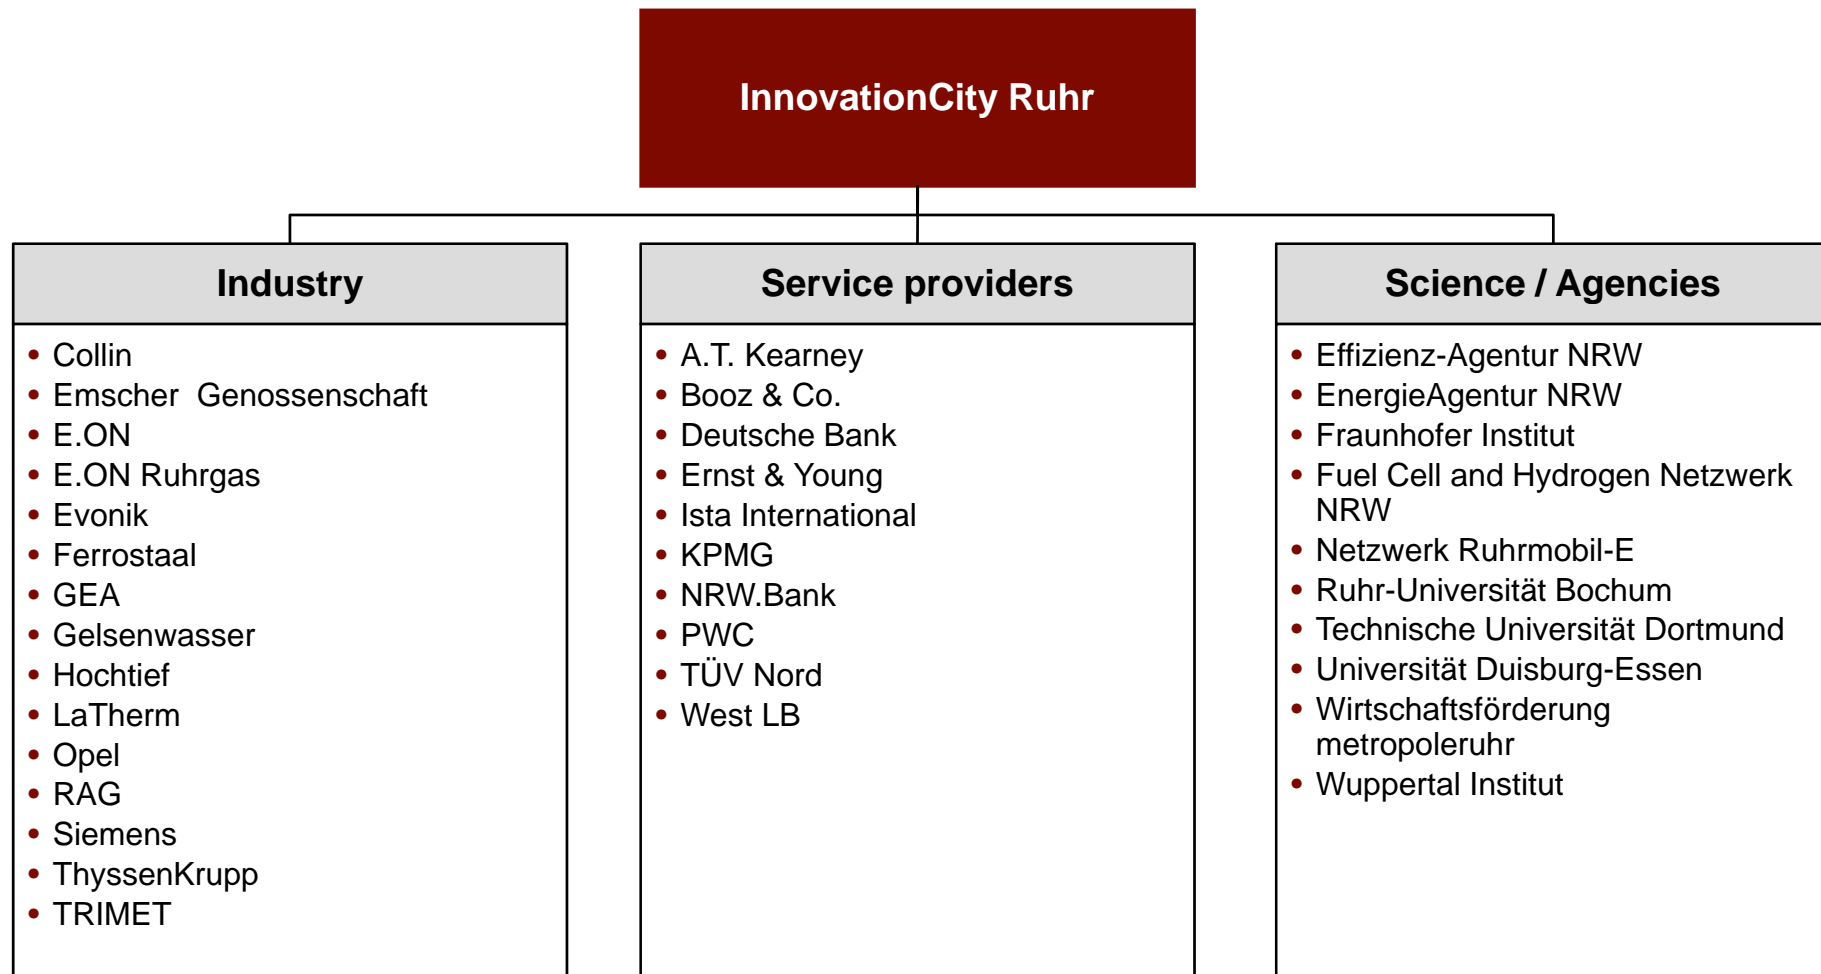 InnovationCity Ruhr
Industry
• Collin
• Emscher  Genossenschaft
• E.ON
• E.ON Ruhrgas
• Evonik
• Ferrostaal
• GEA
• Gelsenwasser
• Hochtief
• LaTherm
• Opel
• RAG
• Siemens
• ThyssenKrupp
• TRIMET
Service providers
• A.T. Kearney
• Booz & Co.
• Deutsche Bank
• Ernst & Young
• Ista International
• KPMG
• NRW.Bank
• PWC
• TÜV Nord
• West LB
Science / Agencies
• Effizienz-Agentur NRW
• EnergieAgentur NRW
• Fraunhofer Institut
• Fuel Cell and Hydrogen Netzwerk
NRW
• Netzwerk Ruhrmobil-E
• Ruhr-Universität Bochum
• Technische Universität Dortmund
• Universität Duisburg-Essen
• Wirtschaftsförderung
metropoleruhr
• Wuppertal Institut